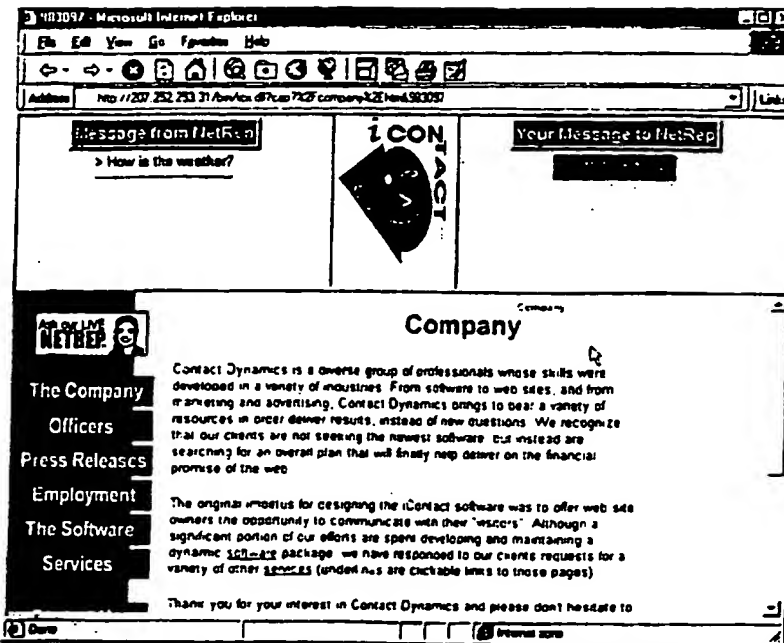 983097 - Microsoft Internet Explorer
File Edit View Go Favorites Help
Address
Links
Message from NetRep
iCONTACT
Your Message to NetRep
> How is the weather?
Company
Company
Ask our LIVE
NETREP.
The Company
Officers
Press Releases
Employment
The Software
Services
Contact Dynamics is a diverse group of professionals whose skills were
developed in a variety of industries. From software to web sites, and from
marketing and advertising, Contact Dynamics brings to bear a variety of
resources in order deliver results, instead of new questions. We recognize
that our clients are not seeking the newest software, but instead are
searching for an overall plan that will finally help deliver on the financial
promise of the web.
The original impetus for designing the iContact software was to offer web site
owners the opportunity to communicate with their "visitors". Although a
significant portion of our efforts are spent developing and maintaining a
dynamic software package, we have responded to our clients requests for a
variety of other services (underlines are clickable links to those pages)
Thank you for your interest in Contact Dynamics and please don't hesitate to
Done
Internet zone